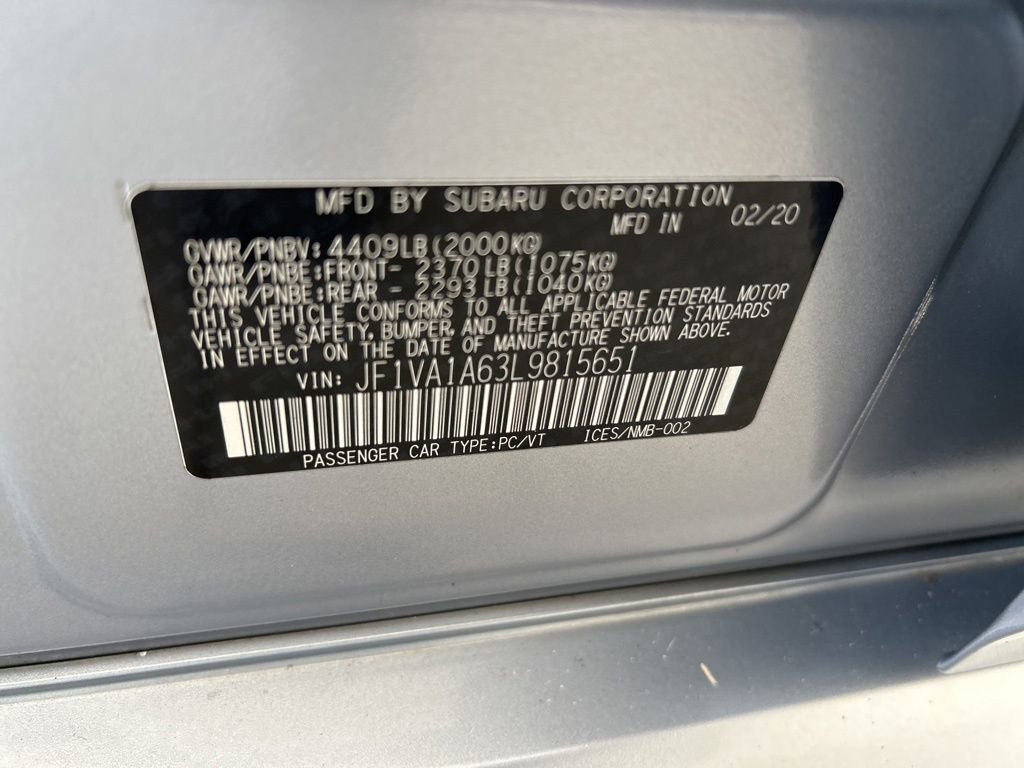 MFD BY SUBARU CORPORATION
MFD IN 02/20
GVWR/PNBV: 4409LB(2000KG)
GAWR/PNBE:FRONT- 2370LB(1075KG)
GAWR/PNBE:REAR - 2293LB(1040KG)
THIS VEHICLE CONFORMS TO ALL APPLICABLE FEDERAL MOTOR
VEHICLE SAFETY, BUMPER, AND THEFT PREVENTION STANDARDS
IN EFFECT ON THE DATE OF MANUFACTURE SHOWN ABOVE.
VIN: JF1VA1A63L9815651
PASSENGER CAR TYPE:PC/VT ICES/NMB-002